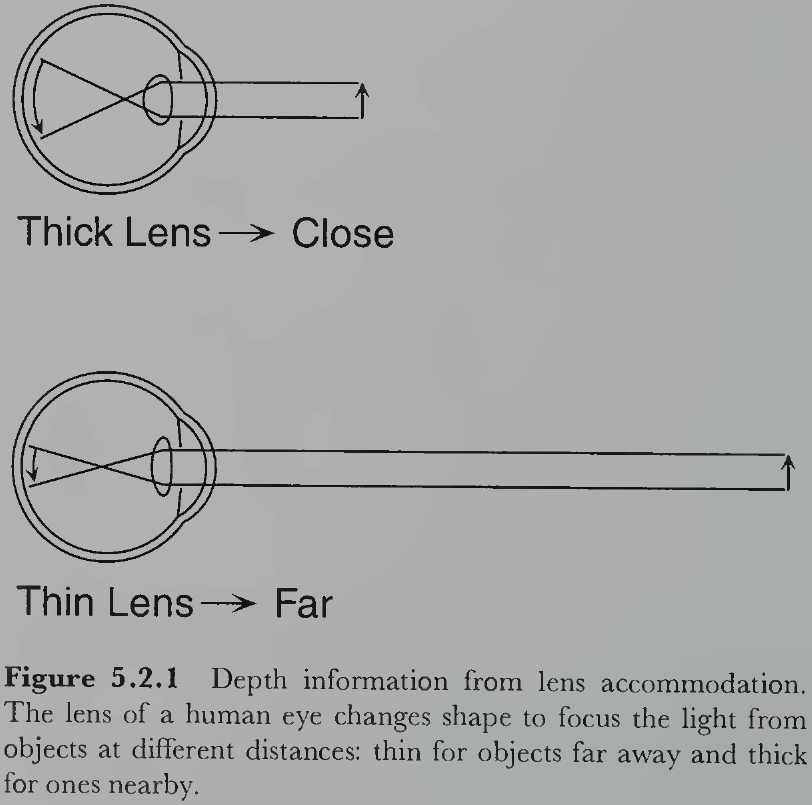 Thick Lens → Close
Thin Lens → Far
Figure 5.2.1 Depth information from lens accommodation.
The lens of a human eye changes shape to focus the light from
objects at different distances: thin for objects far away and thick
for ones nearby.